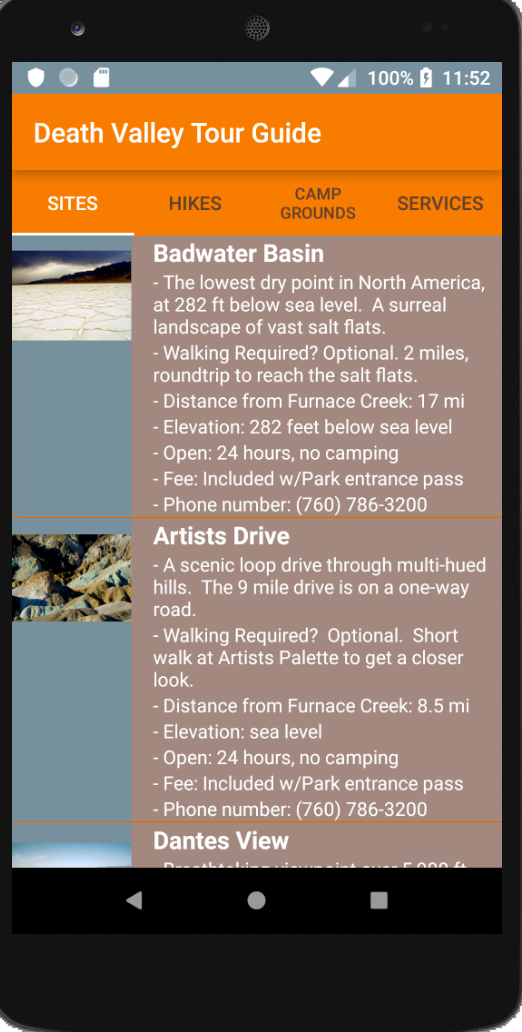 100% 11:52
Death Valley Tour Guide
SITES
HIKES
CAMP
GROUNDS
SERVICES
Badwater Basin
- The lowest dry point in North America,
at 282 ft below sea level.  A surreal
landscape of vast salt flats.
- Walking Required? Optional. 2 miles,
roundtrip to reach the salt flats.
- Distance from Furnace Creek: 17 mi
- Elevation: 282 feet below sea level
- Open: 24 hours, no camping
- Fee: Included w/Park entrance pass
- Phone number: (760) 786-3200
Artists Drive
- A scenic loop drive through multi-hued
hills.  The 9 mile drive is on a one-way
road.
- Walking Required?  Optional.  Short
walk at Artists Palette to get a closer
look.
- Distance from Furnace Creek: 8.5 mi
- Elevation: sea level
- Open: 24 hours, no camping
- Fee: Included w/Park entrance pass
- Phone number: (760) 786-3200
Dantes View